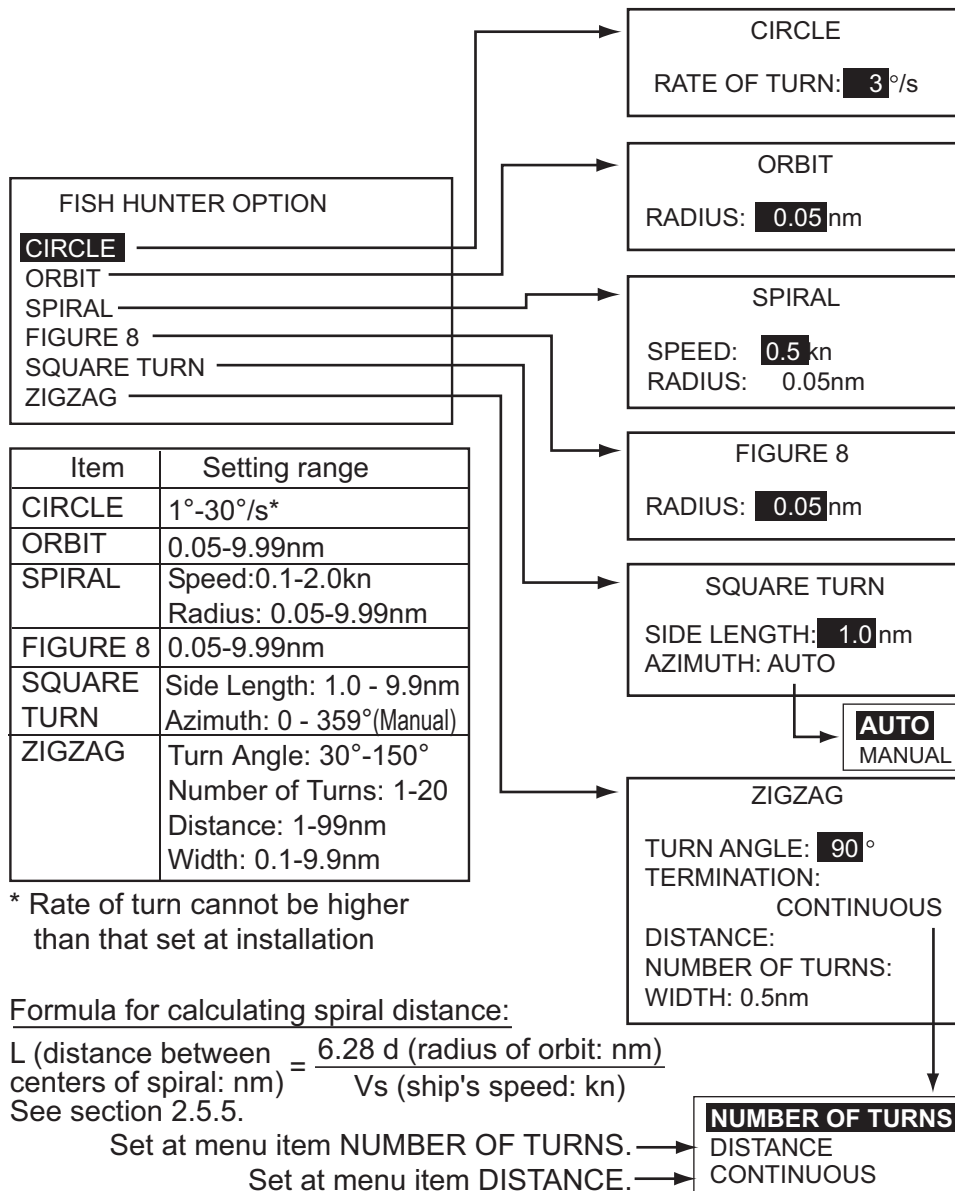 FISH HUNTER OPTION
CIRCLE
ORBIT
SPIRAL
FIGURE 8
SQUARE TURN
ZIGZAG
CIRCLE
RATE OF TURN: 3 °/s
ORBIT
RADIUS: 0.05 nm
SPIRAL
SPEED: 0.5 kn
RADIUS: 0.05nm
FIGURE 8
RADIUS: 0.05 nm
SQUARE TURN
SIDE LENGTH: 1.0 nm
AZIMUTH: AUTO
AUTO
MANUAL
ZIGZAG
TURN ANGLE: 90 °
TERMINATION:
CONTINUOUS
DISTANCE:
NUMBER OF TURNS:
WIDTH: 0.5nm
NUMBER OF TURNS
DISTANCE
CONTINUOUS
Item Setting range
CIRCLE 1°-30°/s*
ORBIT 0.05-9.99nm
SPIRAL Speed:0.1-2.0kn
Radius: 0.05-9.99nm
FIGURE 8 0.05-9.99nm
SQUARE Side Length: 1.0 - 9.9nm
TURN Azimuth: 0 - 359°(Manual)
ZIGZAG Turn Angle: 30°-150°
Number of Turns: 1-20
Distance: 1-99nm
Width: 0.1-9.9nm
* Rate of turn cannot be higher
than that set at installation
Formula for calculating spiral distance:
L (distance between
centers of spiral: nm) = 6.28 d (radius of orbit: nm)
Vs (ship's speed: kn)
See section 2.5.5.
Set at menu item NUMBER OF TURNS.
Set at menu item DISTANCE.